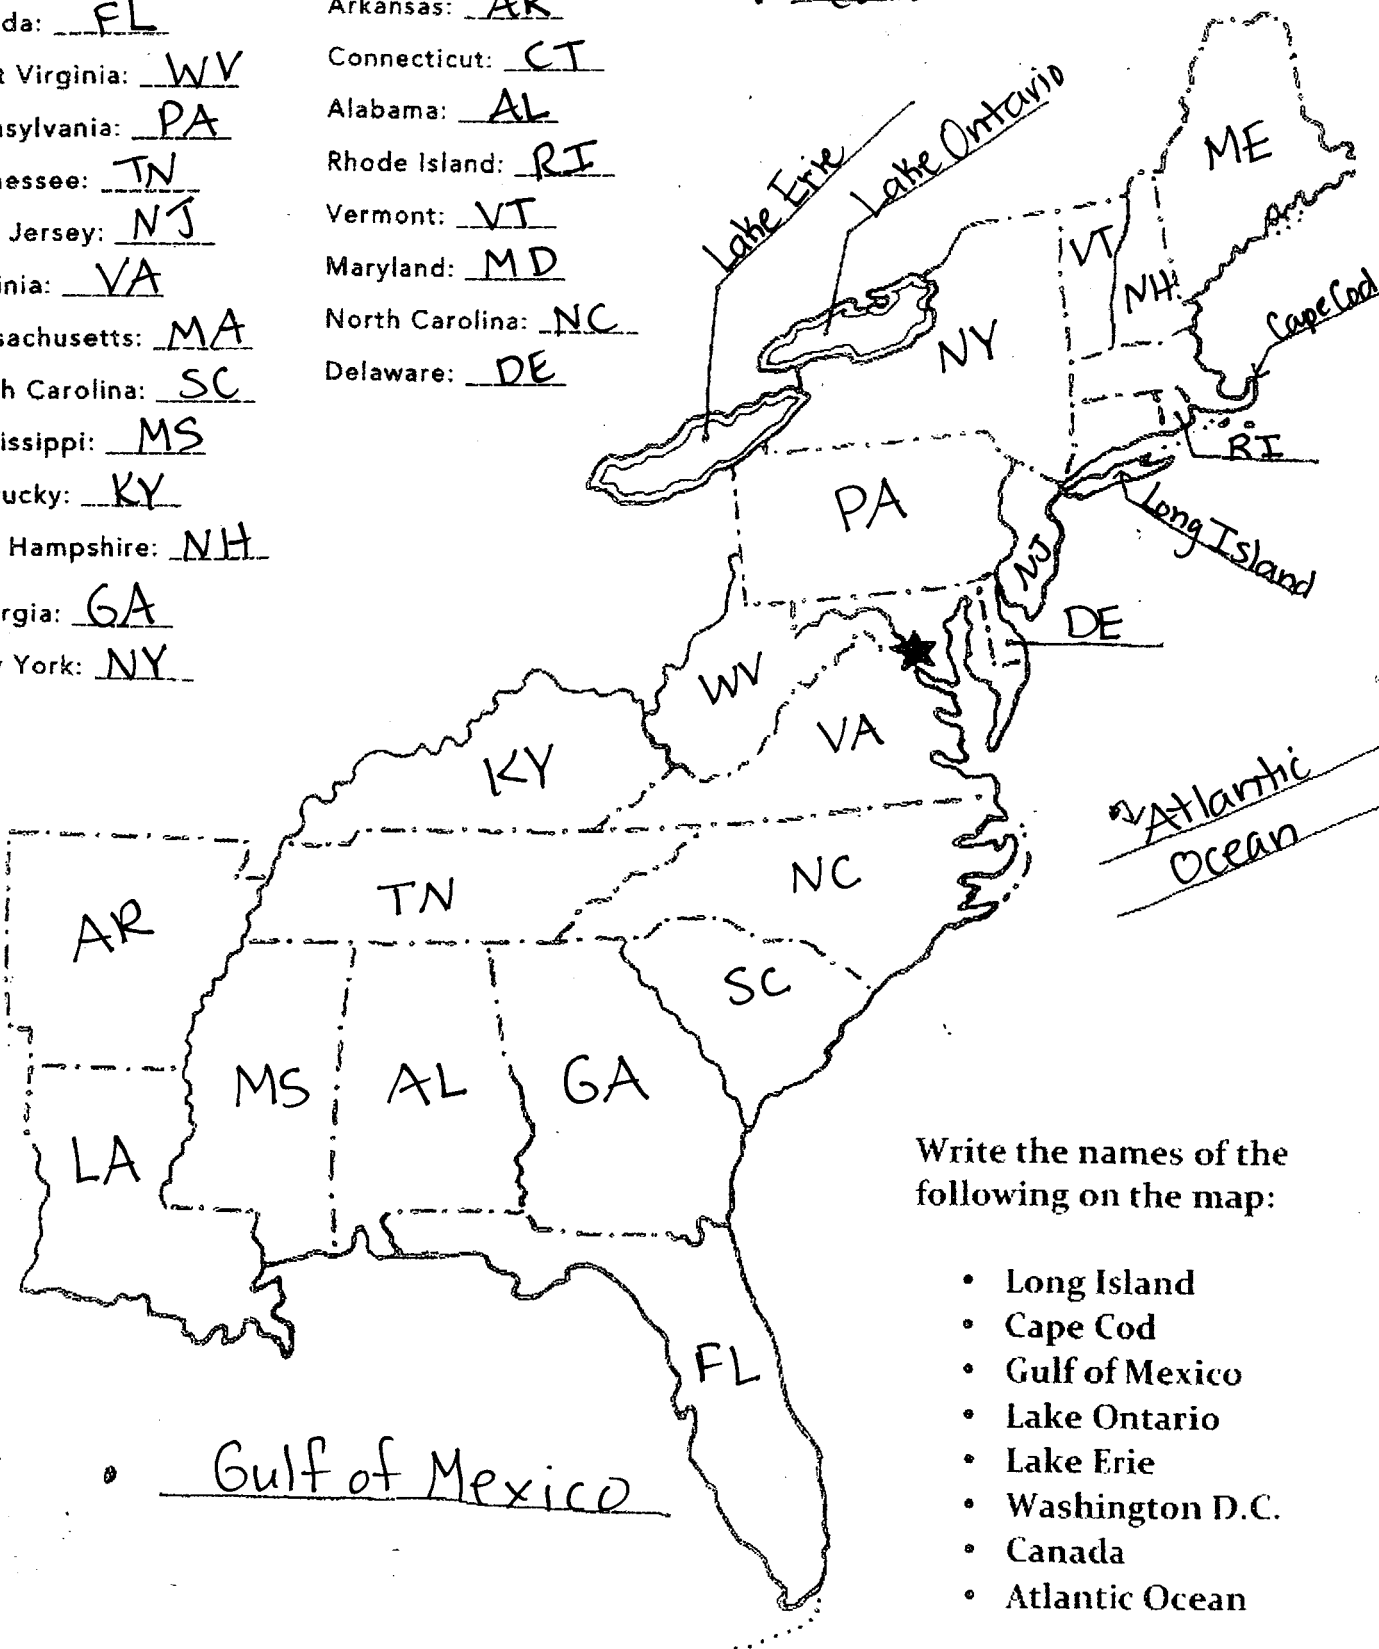 da: FL
t Virginia: WV
nsylvania: PA
nessee: TN
Jersey: NJ
inia: VA
sachusetts: MA
h Carolina: SC
issippi: MS
ucky: KY
Hampshire: NH
rgia: GA
York: NY
Arkansas: AR
Connecticut: CT
Alabama: AL
Rhode Island: RI
Vermont: VT
Maryland: MD
North Carolina: NC
Delaware: DE
Lake Erie
Lake Ontario
ME
VT
NH
Cape Cod
NY
RI
PA
Long Island
NJ
DE
WV
VA
KY
Atlantic
Ocean
NC
TN
AR
SC
MS
AL
GA
LA
FL
Gulf of Mexico
Write the names of the
following on the map:
• Long Island
• Cape Cod
• Gulf of Mexico
• Lake Ontario
• Lake Erie
• Washington D.C.
• Canada
• Atlantic Ocean